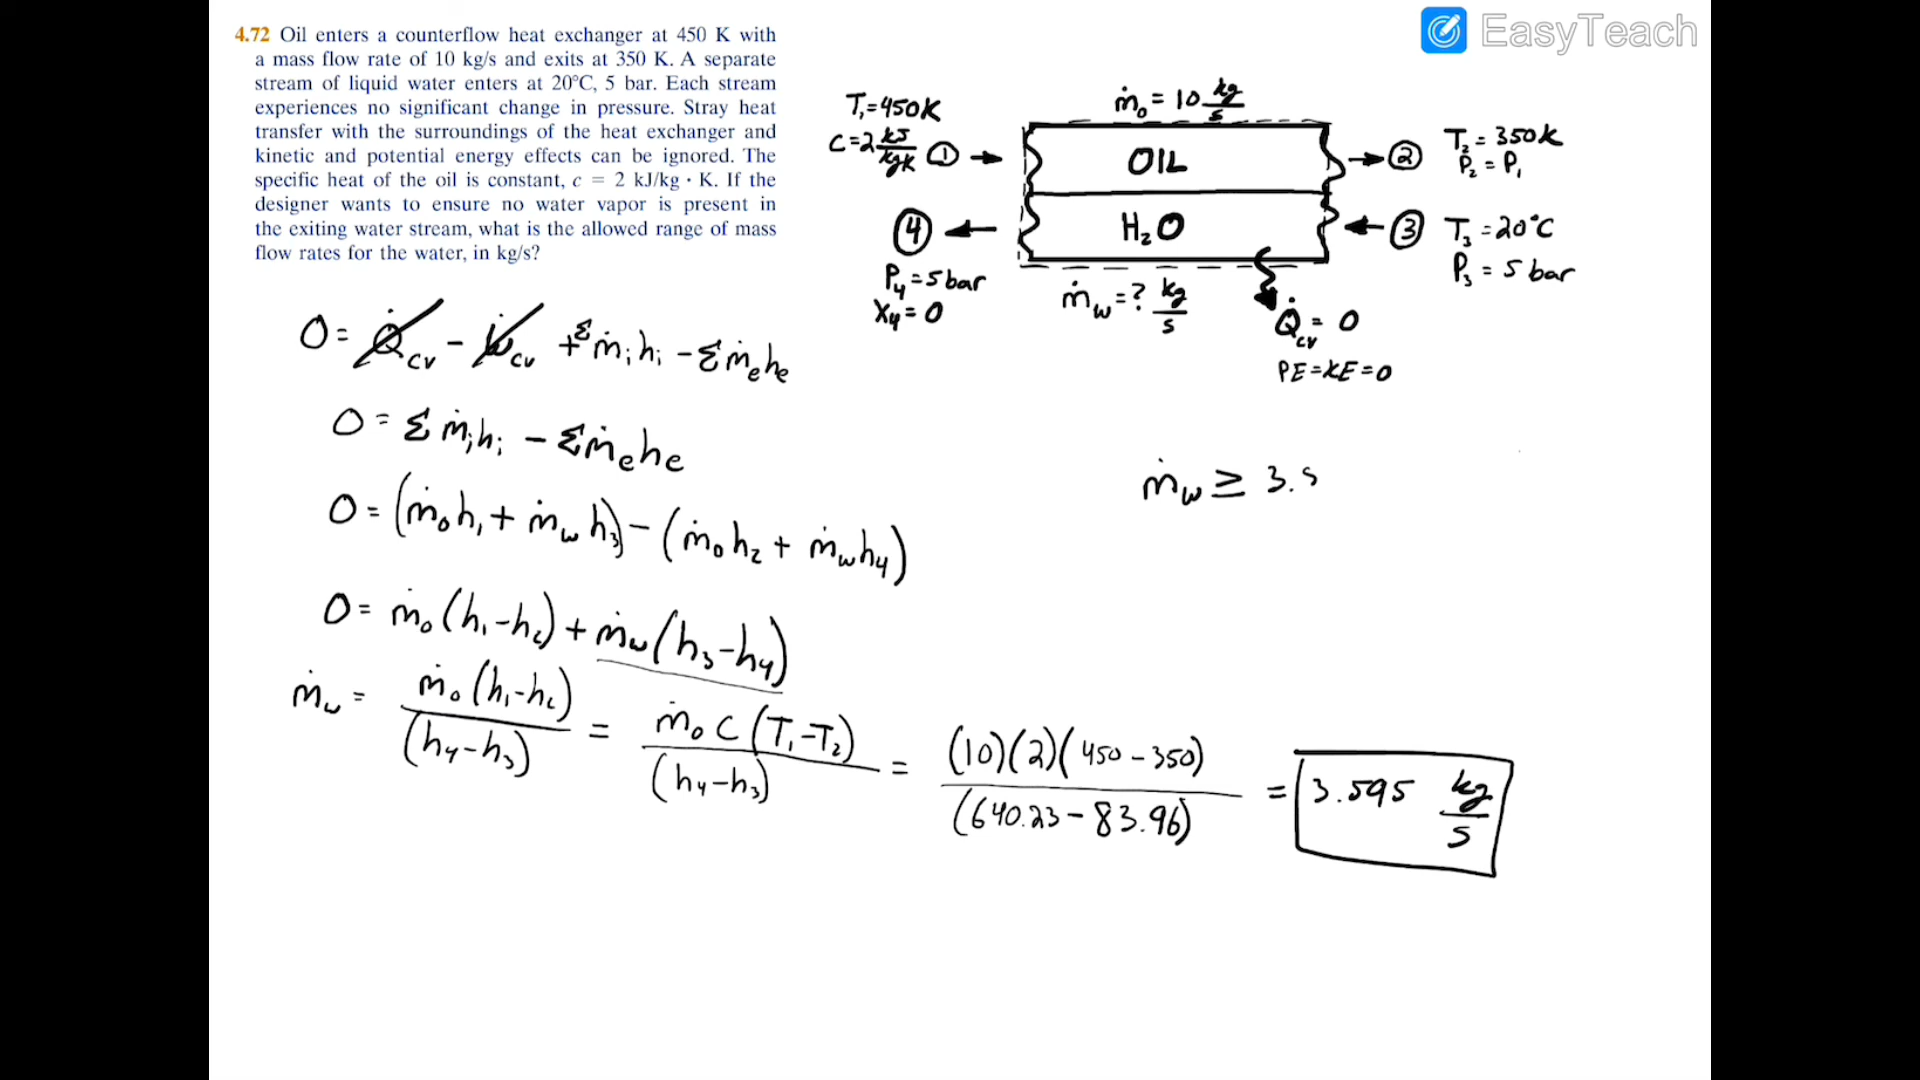 EasyTeach
4.72 Oil enters a counterflow heat exchanger at 450 K with
a mass flow rate of 10 kg/s and exits at 350 K. A separate
stream of liquid water enters at 20°C, 5 bar. Each stream
experiences no significant change in pressure. Stray heat
transfer with the surroundings of the heat exchanger and
kinetic and potential energy effects can be ignored. The
specific heat of the oil is constant, c = 2 kJ/kg · K. If the
designer wants to ensure no water vapor is present in
the exiting water stream, what is the allowed range of mass
flow rates for the water, in kg/s?
T₁=450K
C=2 kJ/kgK
①
ṁ₀ = 10 kg/s
OIL
②
T₂ = 350K
P₂ = P₁
④
H₂O
③
T₃ = 20°C
P₃ = 5 bar
P₄ = 5 bar
X₄ = 0
ṁw = ? kg/s
Q̇cv = 0
PE = KE = 0
0 = Q̇cv - Ẇcv + Σṁᵢhᵢ - Σṁₑhₑ
0 = Σṁᵢhᵢ - Σṁₑhₑ
0 = (ṁ₀h₁ + ṁwh₃) - (ṁ₀h₂ + ṁwh₄)
0 = ṁ₀(h₁-h₂) + ṁw(h₃-h₄)
ṁw = ṁ₀(h₁-h₂)/(h₄-h₃) = ṁ₀C(T₁-T₂)/(h₄-h₃) = (10)(2)(450-350)/(640.23-83.96) = 3.595 kg/s
ṁw ≥ 3.5